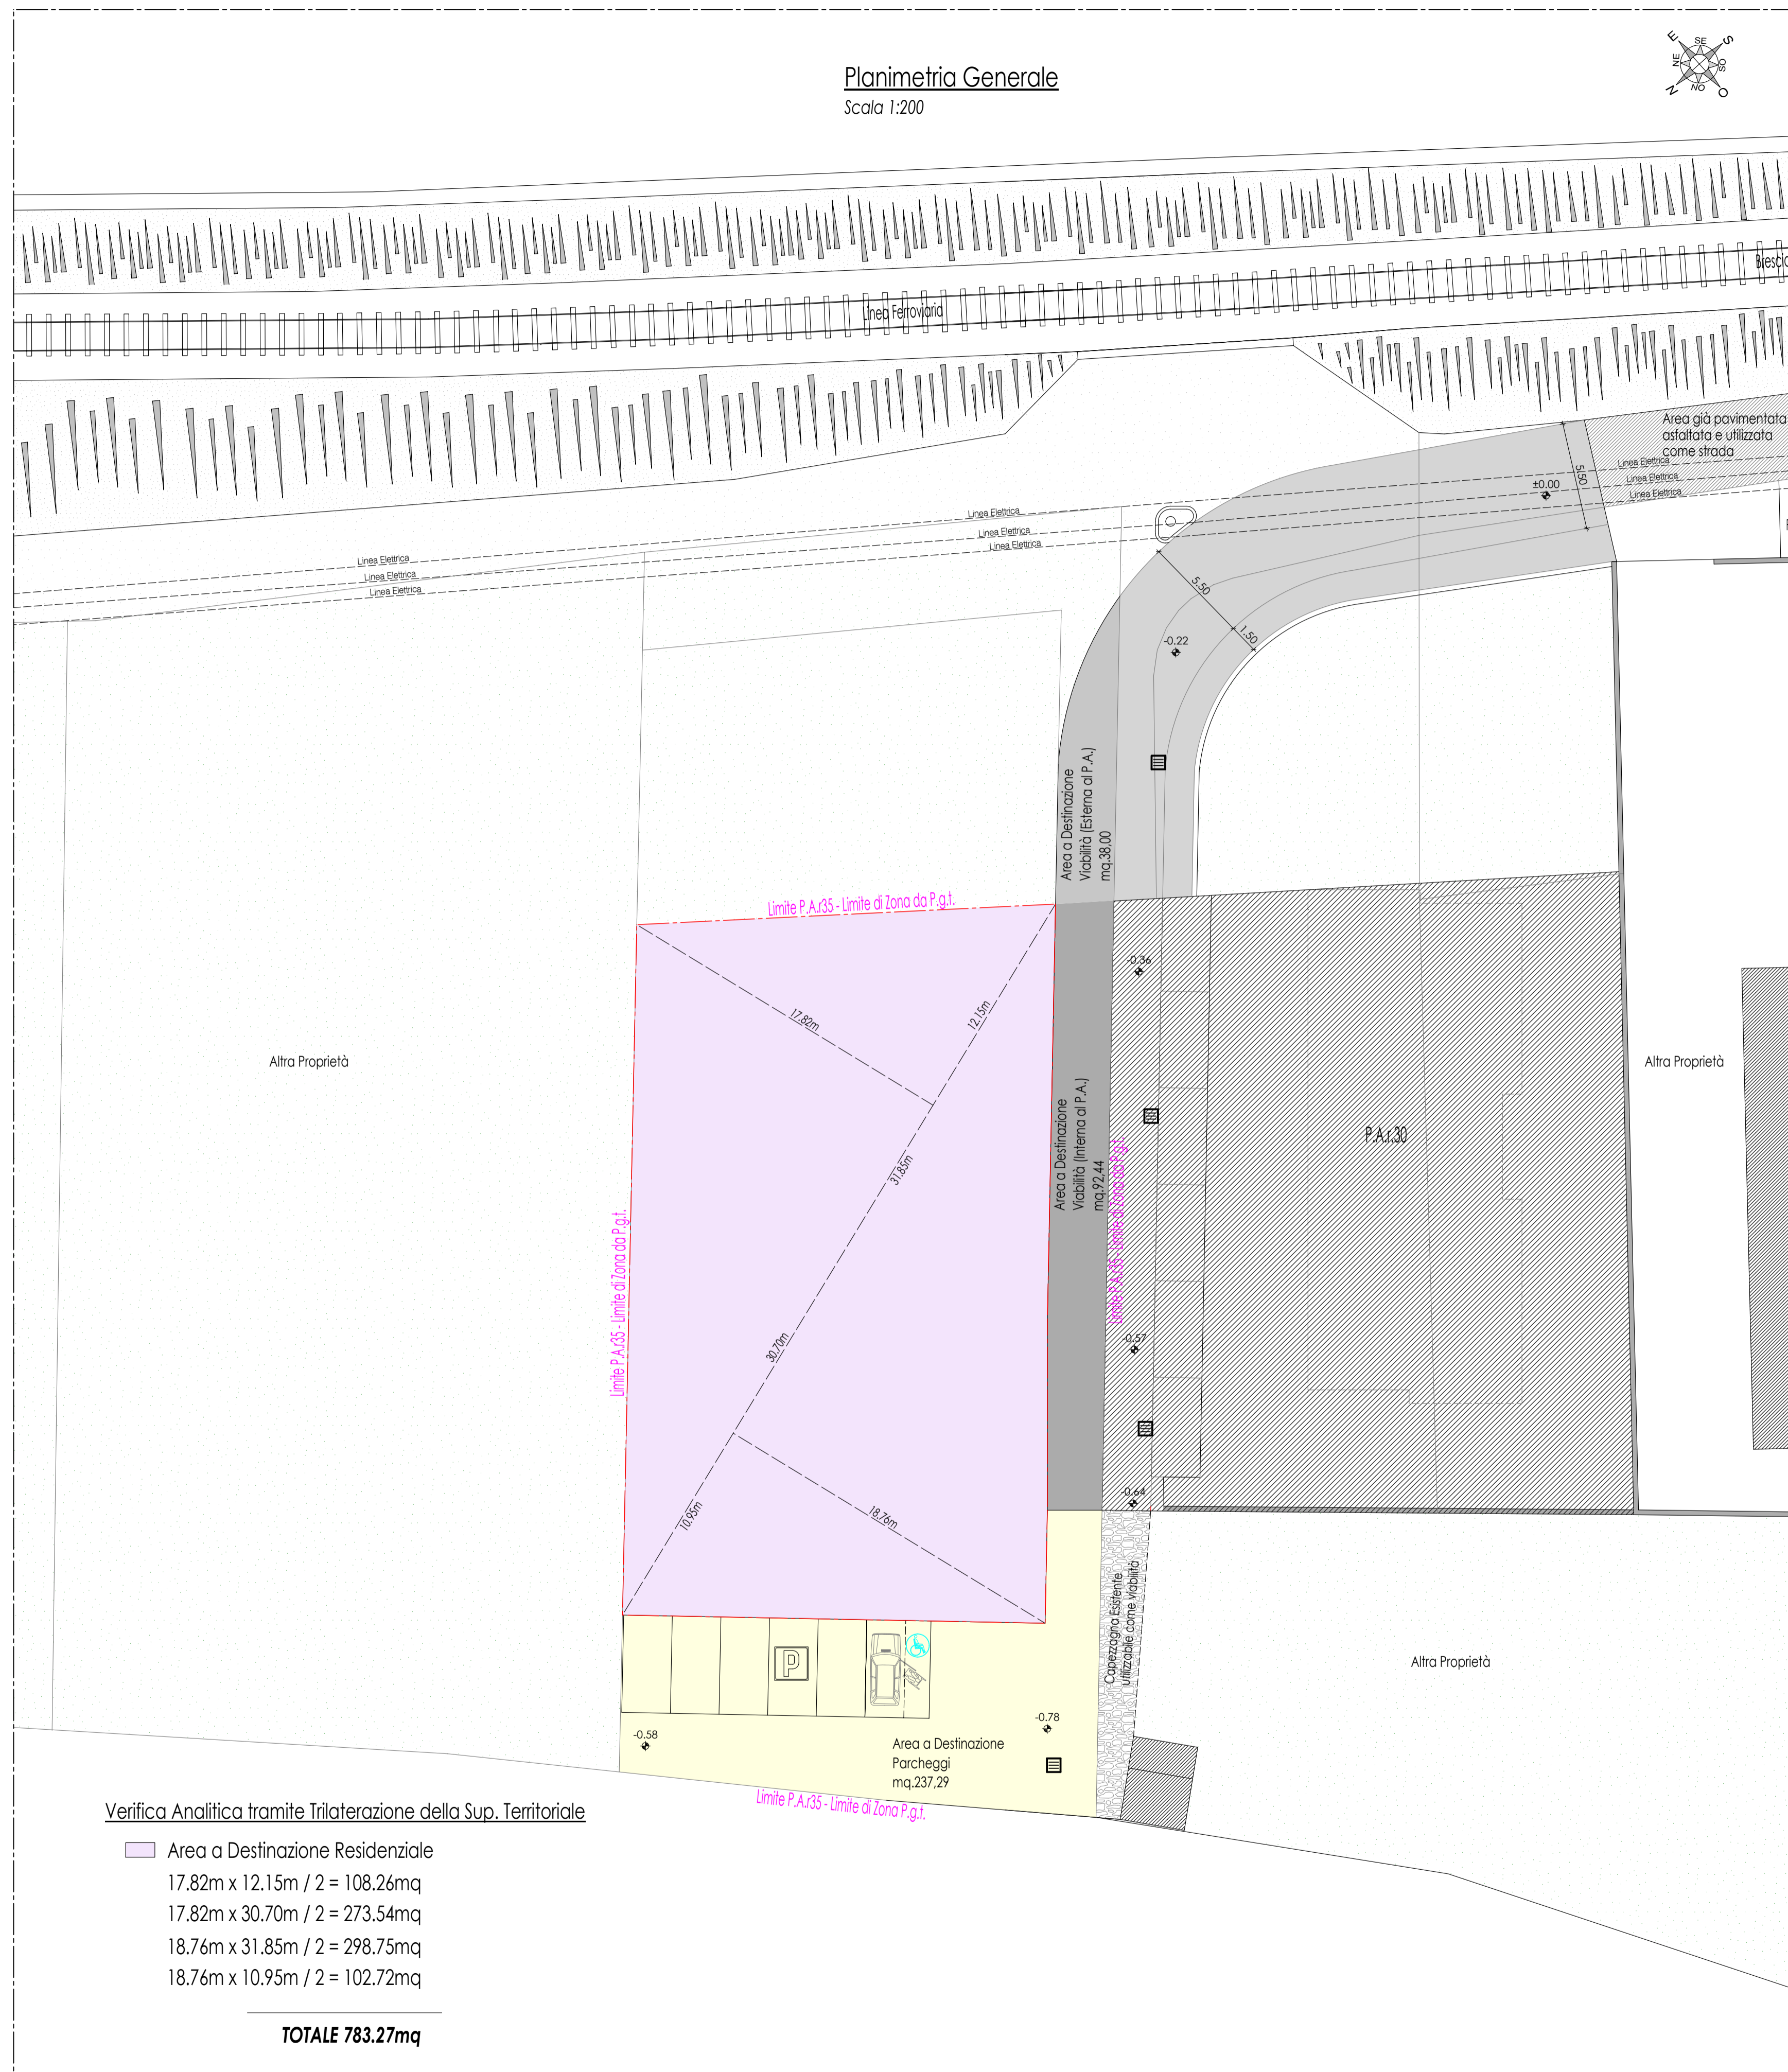 Planimetria Generale
Scala 1:200
E
SE
S
NE
SO
N
NO
O
Brescia
Linea Ferroviaria
Area già pavimentata
asfaltata e utilizzata
come strada
Linea Elettrica
Linea Elettrica
Linea Elettrica
5.50
±0.00
Linea Elettrica
Linea Elettrica
Linea Elettrica
Linea Elettrica
Linea Elettrica
Linea Elettrica
5.50
1.50
-0.22
Area a Destinazione
Viabilità (Esterna al P.A.)
mq.38,00
Limite P.A.r35 - Limite di Zona da P.g.t.
-0.36
17.82m
12.15m
Altra Proprietà
Altra Proprietà
Area a Destinazione
Viabilità (Interna al P.A.)
mq.92,44
P.A.r.30
31.85m
Limite P.A.r35 - Limite di Zona da P.g.t.
Limite P.A.r35 - Limite di Zona da P.g.t.
30.70m
-0.57
-0.64
10.95m
18.76m
Capezzagna Esistente
utilizzabile come viabilità
P
Altra Proprietà
-0.58
-0.78
Area a Destinazione
Parcheggi
mq.237,29
Limite P.A.r35 - Limite di Zona P.g.t.
Verifica Analitica tramite Trilaterazione della Sup. Territoriale
Area a Destinazione Residenziale
17.82m x 12.15m / 2 = 108.26mq
17.82m x 30.70m / 2 = 273.54mq
18.76m x 31.85m / 2 = 298.75mq
18.76m x 10.95m / 2 = 102.72mq
TOTALE 783.27mq